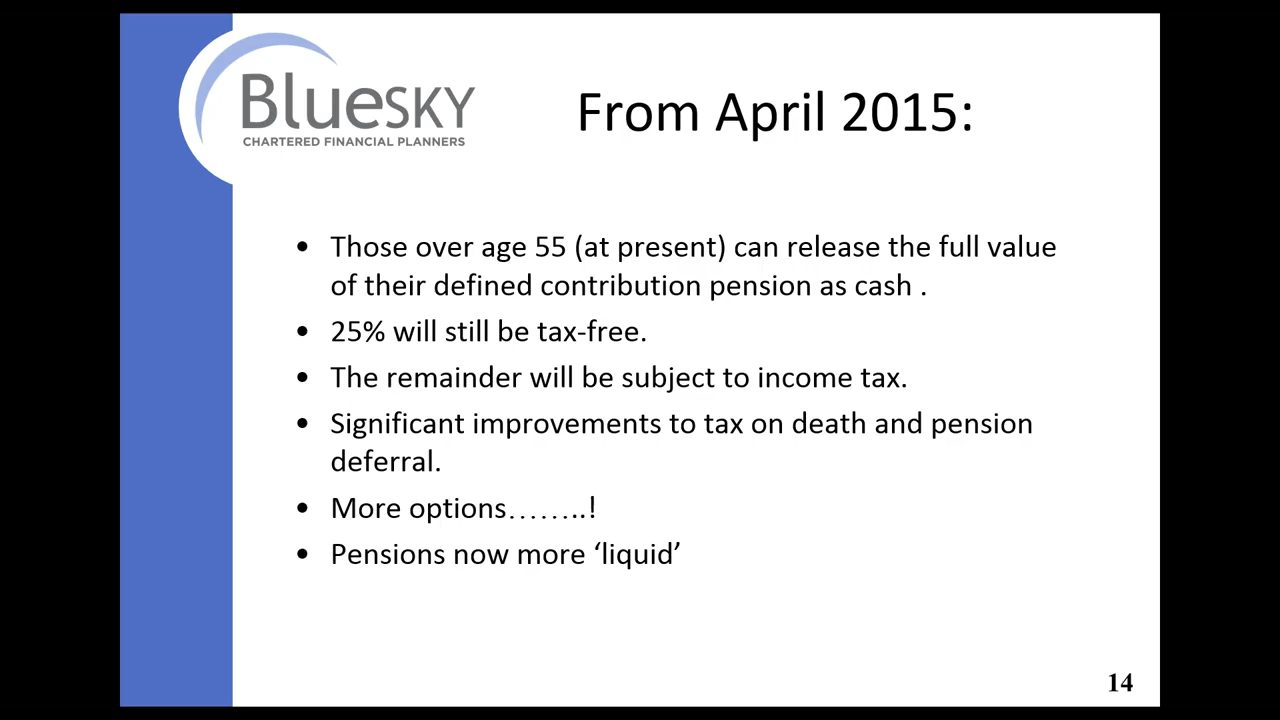 BlueSKY
CHARTERED FINANCIAL PLANNERS
From April 2015:
• Those over age 55 (at present) can release the full value
of their defined contribution pension as cash .
• 25% will still be tax-free.
• The remainder will be subject to income tax.
• Significant improvements to tax on death and pension
deferral.
• More options……..!
• Pensions now more ‘liquid’
14